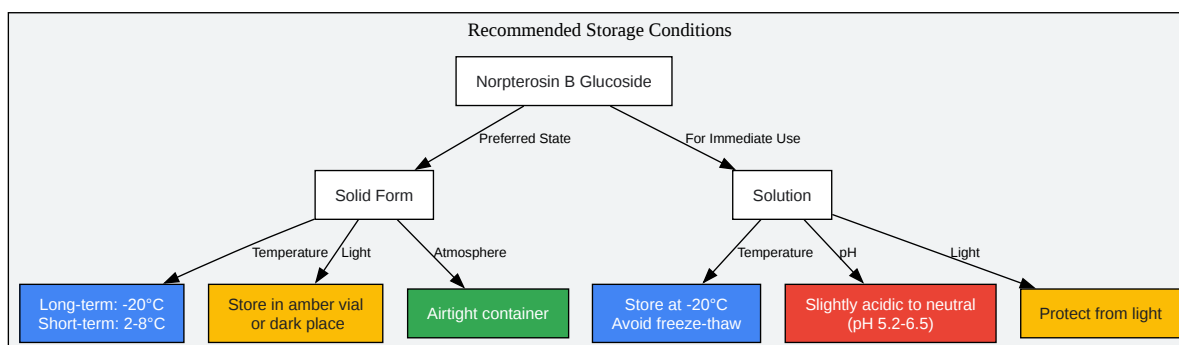 Recommended Storage Conditions
Norpterosin B Glucoside
Preferred State
For Immediate Use
Solid Form
Solution
Temperature
Light
Atmosphere
Temperature
pH
Light
Long-term: -20°C
Short-term: 2-8°C
Store in amber vial
or dark place
Airtight container
Store at -20°C
Avoid freeze-thaw
Slightly acidic to neutral
(pH 5.2-6.5)
Protect from light